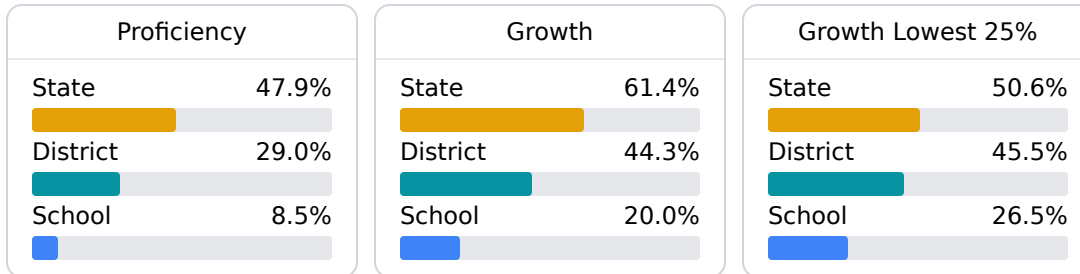 Proficiency
State 47.9%
District 29.0%
School 8.5%
Growth
State 61.4%
District 44.3%
School 20.0%
Growth Lowest 25%
State 50.6%
District 45.5%
School 26.5%